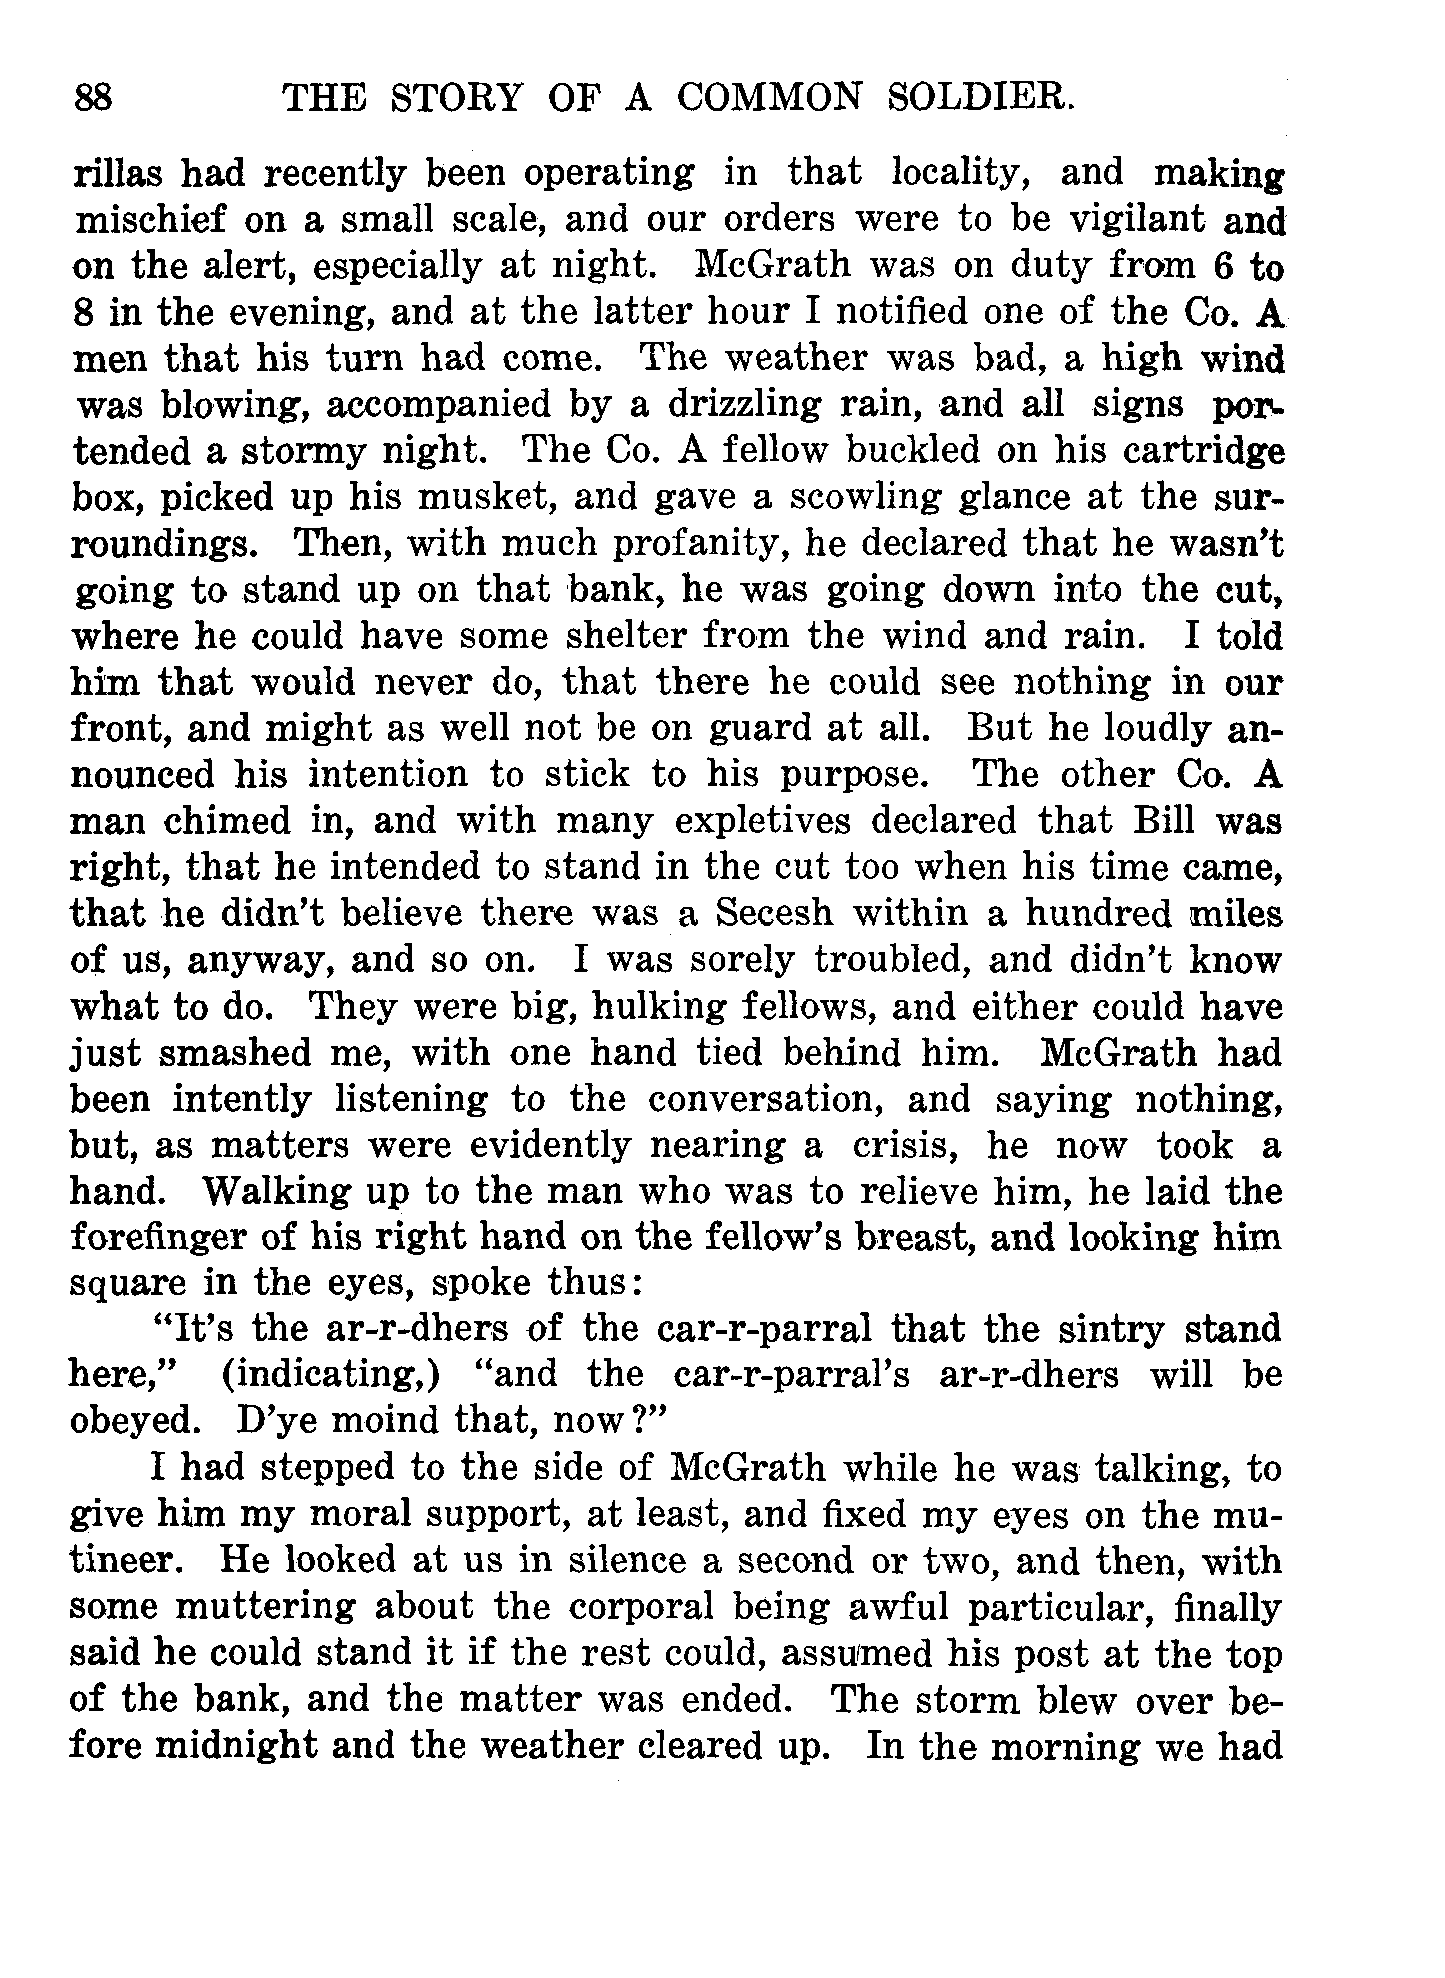 88 THE STORY OF A COMMON SOLDIER.
rillas had recently been operating in that locality, and making
mischief on a small scale, and our orders were to be vigilant and
on the alert, especially at night. McGrath was on duty from 6 to
8 in the evening, and at the latter hour I notified one of the Co. A
men that his turn had come. The weather was bad, a high wind
was blowing, accompanied by a drizzling rain, and all signs por-
tended a stormy night. The Co. A fellow buckled on his cartridge
box, picked up his musket, and gave a scowling glance at the sur-
roundings. Then, with much profanity, he declared that he wasn't
going to stand up on that bank, he was going down into the cut,
where he could have some shelter from the wind and rain. I told
him that would never do, that there he could see nothing in our
front, and might as well not be on guard at all. But he loudly an-
nounced his intention to stick to his purpose. The other Co. A
man chimed in, and with many expletives declared that Bill was
right, that he intended to stand in the cut too when his time came,
that he didn't believe there was a Secesh within a hundred miles
of us, anyway, and so on. I was sorely troubled, and didn't know
what to do. They were big, hulking fellows, and either could have
just smashed me, with one hand tied behind him. McGrath had
been intently listening to the conversation, and saying nothing,
but, as matters were evidently nearing a crisis, he now took a
hand. Walking up to the man who was to relieve him, he laid the
forefinger of his right hand on the fellow's breast, and looking him
square in the eyes, spoke thus:
"It's the ar-r-dhers of the car-r-parral that the sintry stand
here," (indicating,) "and the car-r-parral's ar-r-dhers will be
obeyed. D'ye moind that, now?"
I had stepped to the side of McGrath while he was talking, to
give him my moral support, at least, and fixed my eyes on the mu-
tineer. He looked at us in silence a second or two, and then, with
some muttering about the corporal being awful particular, finally
said he could stand it if the rest could, assumed his post at the top
of the bank, and the matter was ended. The storm blew over be-
fore midnight and the weather cleared up. In the morning we had